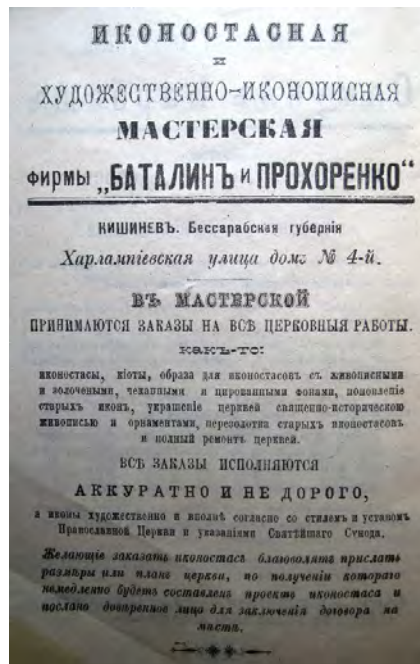 ИКОНОСТАСНАЯ
И
ХУДОЖЕСТВЕННО-ИКОНОПИСНАЯ
МАСТЕРСКАЯ
ФИРМЫ „БАТАЛИНЪ и ПРОХОРЕНКО“
КИШИНЕВЪ. Бессарабская губернія
Харлампіевская улица домъ № 4-й.
ВЪ МАСТЕРСКОЙ
ПРИНИМАЮТСЯ ЗАКАЗЫ НА ВСѢ ЦЕРКОВНЫЯ РАБОТЫ.
КАКЪ-ТО:
иконостасы, кіоты, образа для иконостасовъ съ живописными
и золочеными, чеканными и цированными фонами, поновленіе
старыхъ иконъ, украшеніе церквей священно-историческою
живописью и орнаментами, перезолотка старыхъ иконостасовъ
и полный ремонтъ церквей.
ВСѢ ЗАКАЗЫ ИСПОЛНЯЮТСЯ
АККУРАТНО И НЕ ДОРОГО,
а иконы художественно и вполнѣ согласно со стилемъ и уставомъ
Православной Церкви и указаніями Святѣйшаго Сунода.
Желающіе заказать иконостасъ благоволятъ прислать
размѣры или планъ церкви, по полученіи котораго
немедленно будетъ составленъ проектъ иконостаса и
послано довѣренное лицо для заключенія договора на
мѣстѣ.